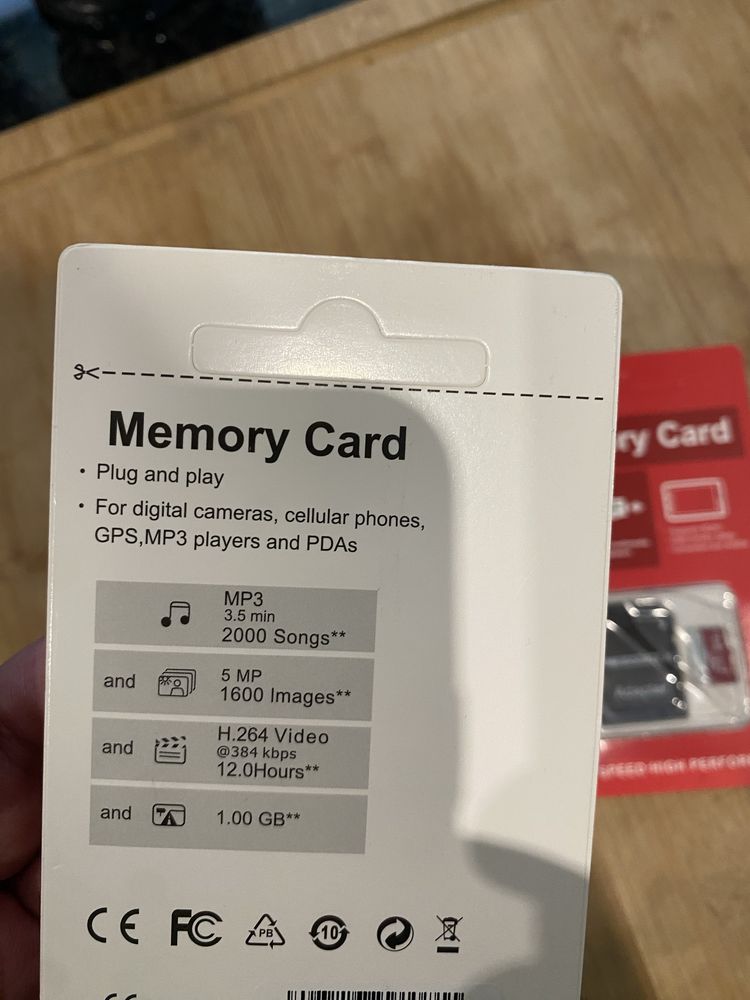 Memory Card
• Plug and play
• For digital cameras, cellular phones,
GPS,MP3 players and PDAs
MP3
3.5 min
2000 Songs**
and
5 MP
1600 Images**
and
H.264 Video
@384 kbps
12.0Hours**
and
1.00 GB**
CE FC PB 10
ry Card
SPEED HIGH PERFOR